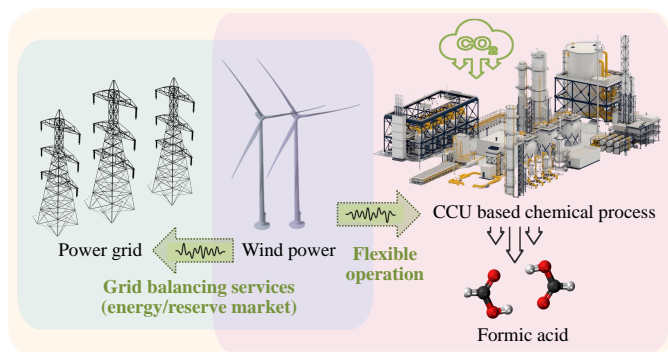 CO2
CCU based chemical process
Power grid
Wind power
Flexible
operation
Grid balancing services
(energy/reserve market)
Formic acid